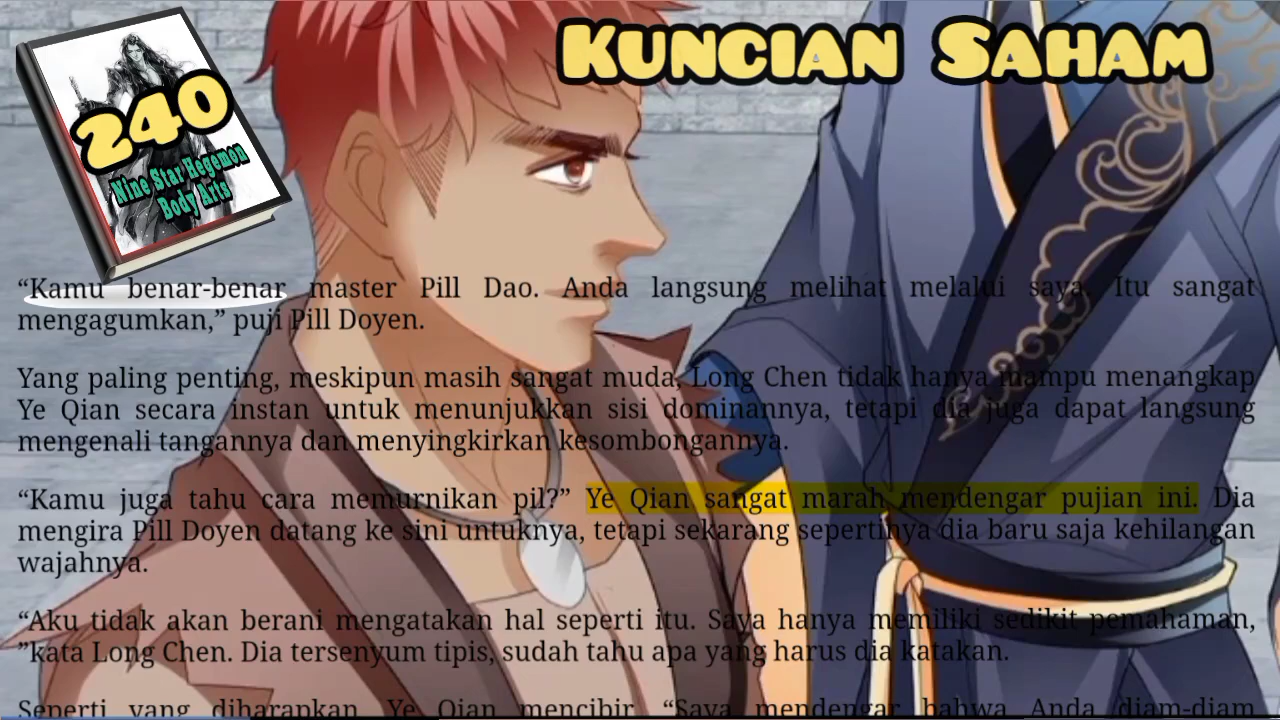 Kuncian Saham
240
Nine Star Hegemon
Body Arts
“Kamu benar-benar master Pill Dao. Anda langsung melihat melalui saya. Itu sangat
mengagumkan,” puji Pill Doyen.
Yang paling penting, meskipun masih sangat muda, Long Chen tidak hanya mampu menangkap
Ye Qian secara instan untuk menunjukkan sisi dominannya, tetapi dia juga dapat langsung
mengenali tangannya dan menyingkirkan kesombongannya.
“Kamu juga tahu cara memurnikan pil?” Ye Qian sangat marah mendengar pujian ini. Dia
mengira Pill Doyen datang ke sini untuknya, tetapi sekarang sepertinya dia baru saja kehilangan
wajahnya.
“Aku tidak akan berani mengatakan hal seperti itu. Saya hanya memiliki sedikit pemahaman,
”kata Long Chen. Dia tersenyum tipis, sudah tahu apa yang harus dia katakan.
Seperti yang diharapkan, Ye Qian mencibir, “Saya mendengar bahwa Anda diam-diam